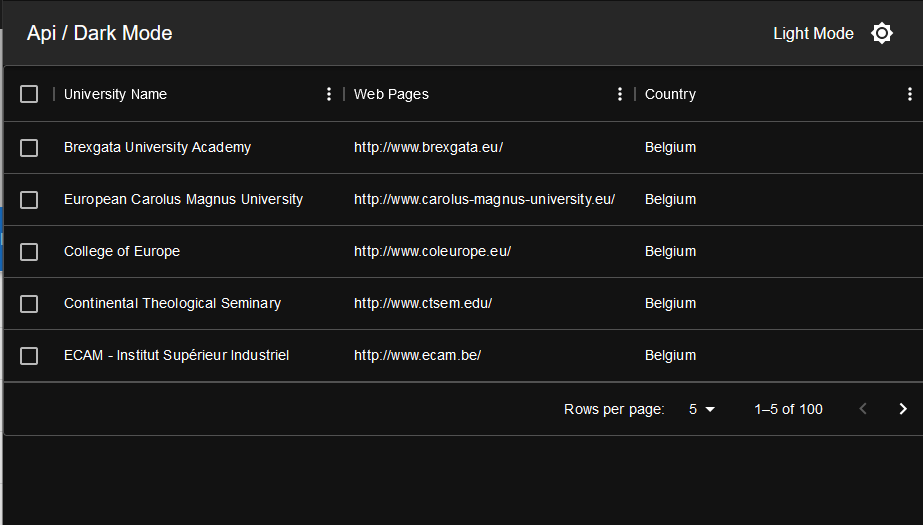 Api / Dark Mode Light Mode
University Name Web Pages Country
Brexgata University Academy http://www.brexgata.eu/ Belgium
European Carolus Magnus University http://www.carolus-magnus-university.eu/ Belgium
College of Europe http://www.coleurope.eu/ Belgium
Continental Theological Seminary http://www.ctsem.edu/ Belgium
ECAM - Institut Supérieur Industriel http://www.ecam.be/ Belgium
Rows per page: 5 1–5 of 100